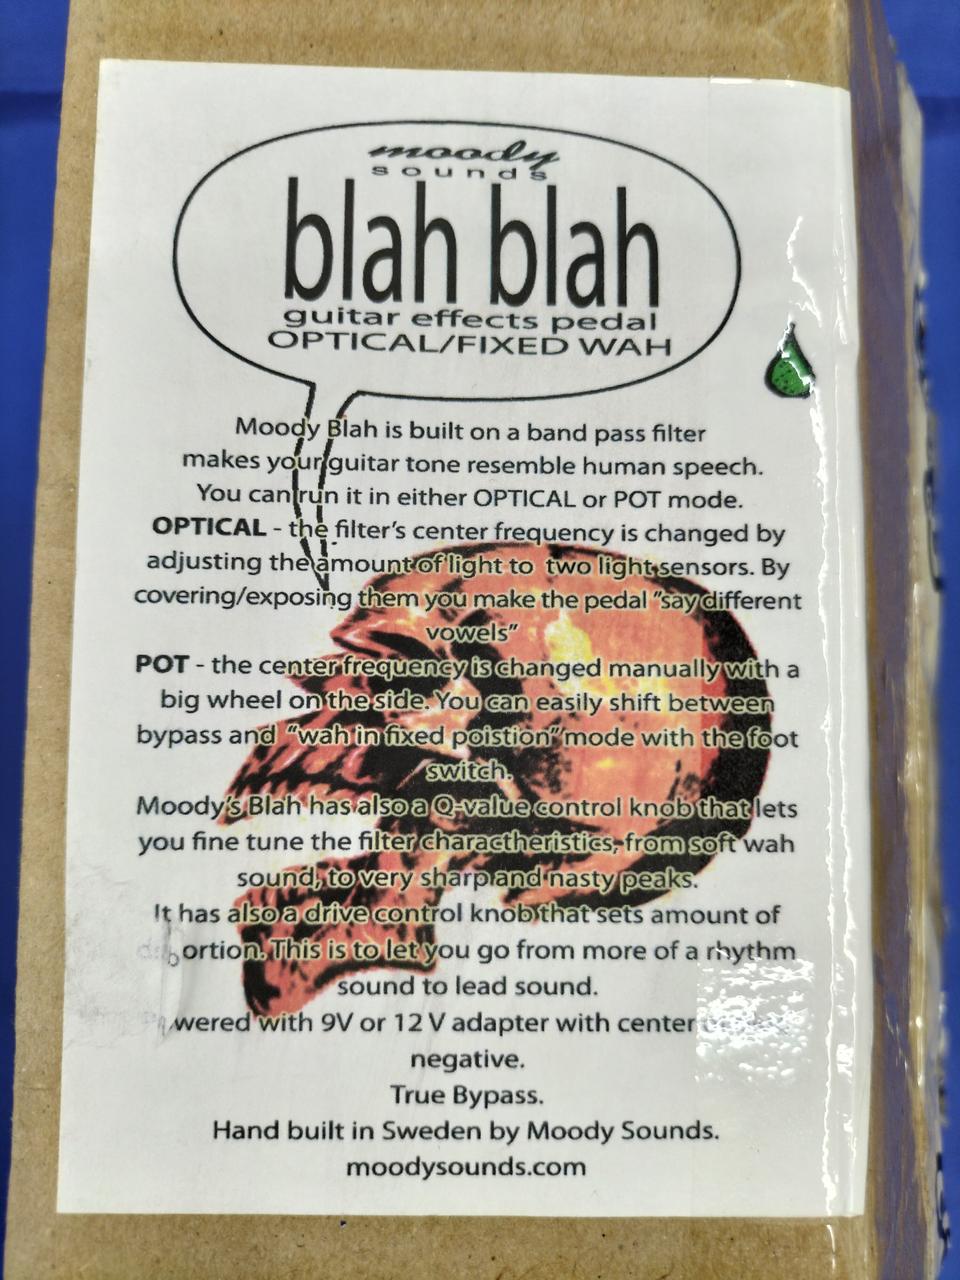 moody
sounds
blah blah
guitar effects pedal
OPTICAL/FIXED WAH
Moody Blah is built on a band pass filter
makes your guitar tone resemble human speech.
You can run it in either OPTICAL or POT mode.
OPTICAL - the filter's center frequency is changed by
adjusting the amount of light to two light sensors. By
covering/exposing them you make the pedal "say different
vowels"
POT - the center frequency is changed manually with a
big wheel on the side. You can easily shift between
bypass and "wah in fixed poistion" mode with the foot
switch.
Moody's Blah has also a Q-value control knob that lets
you fine tune the filter charactheristics, from soft wah
sound, to very sharp and nasty peaks.
It has also a drive control knob that sets amount of
ortion. This is to let you go from more of a rhythm
sound to lead sound.
wered with 9V or 12 V adapter with center
negative.
True Bypass.
Hand built in Sweden by Moody Sounds.
moodysounds.com